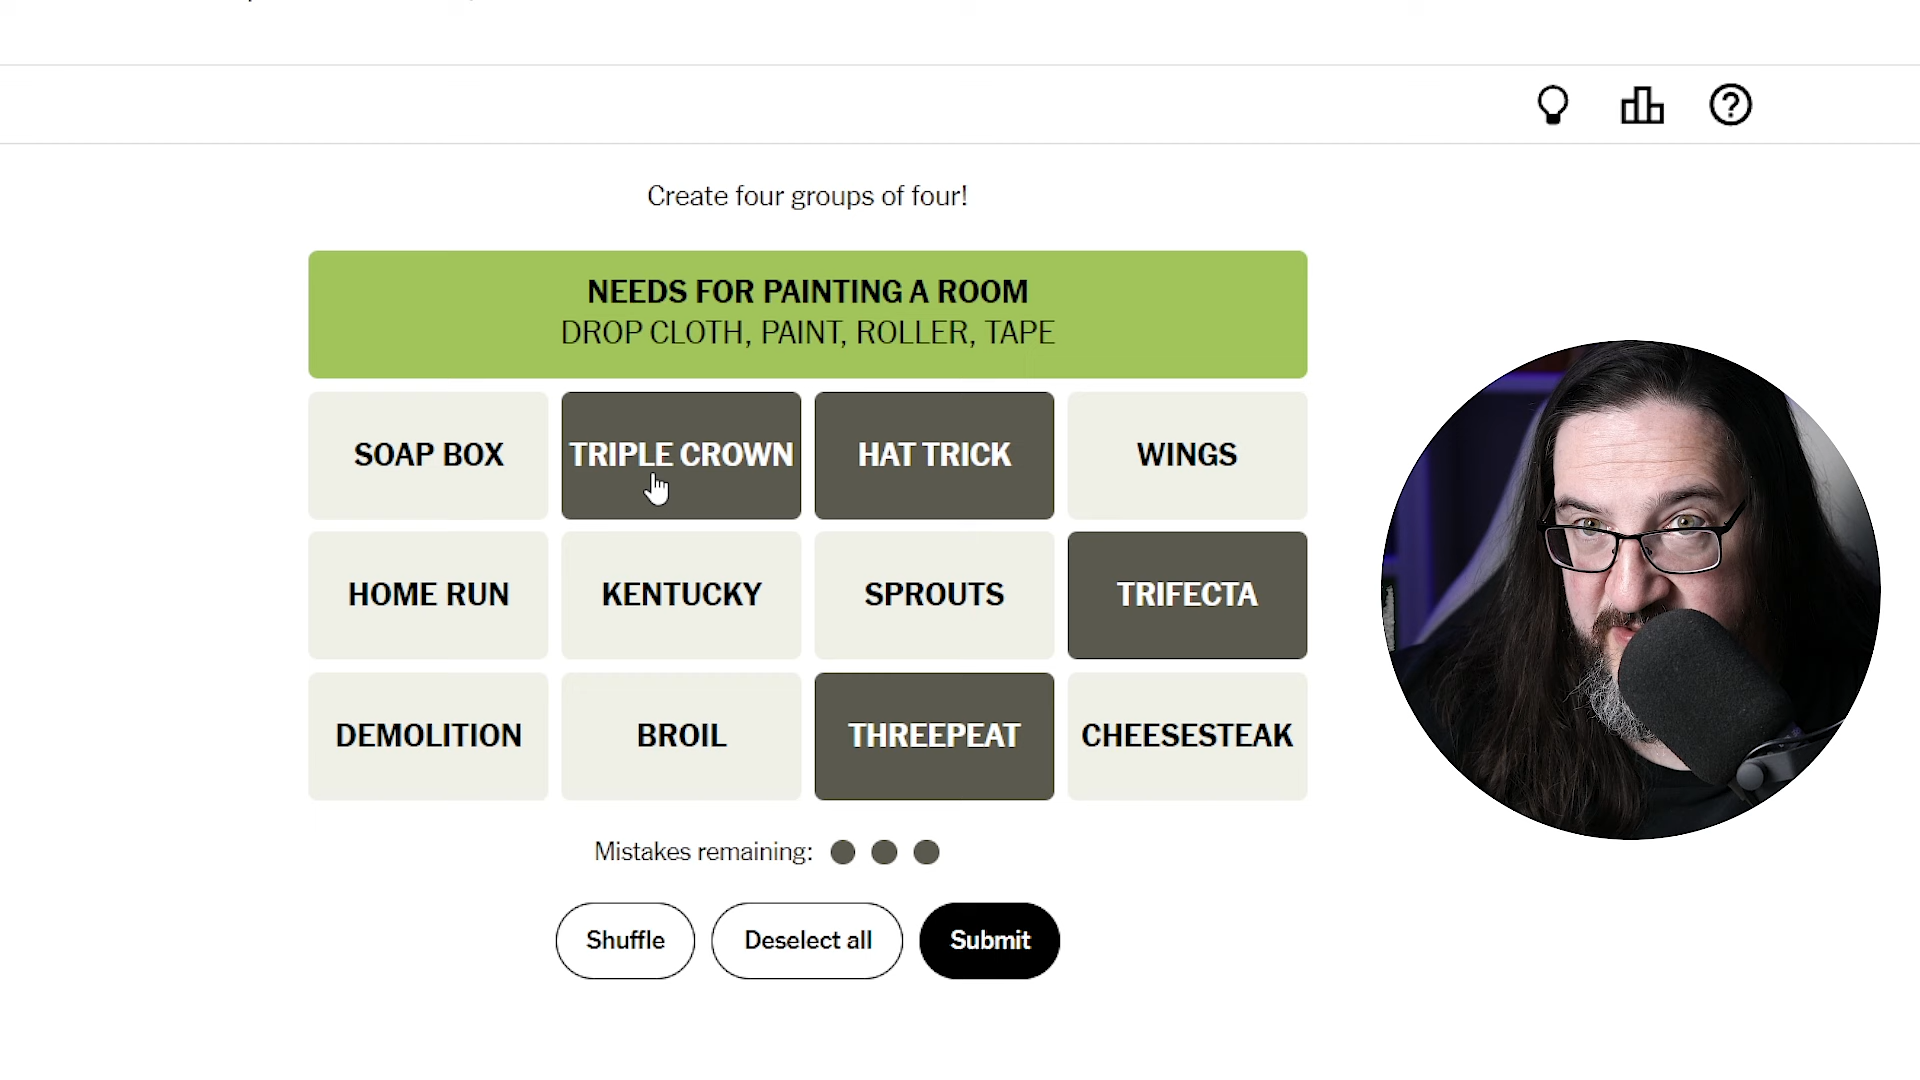 Create four groups of four!
NEEDS FOR PAINTING A ROOM
DROP CLOTH, PAINT, ROLLER, TAPE
SOAP BOX
TRIPLE CROWN
HAT TRICK
WINGS
HOME RUN
KENTUCKY
SPROUTS
TRIFECTA
DEMOLITION
BROIL
THREEPEAT
CHEESESTEAK
Mistakes remaining:
Shuffle
Deselect all
Submit